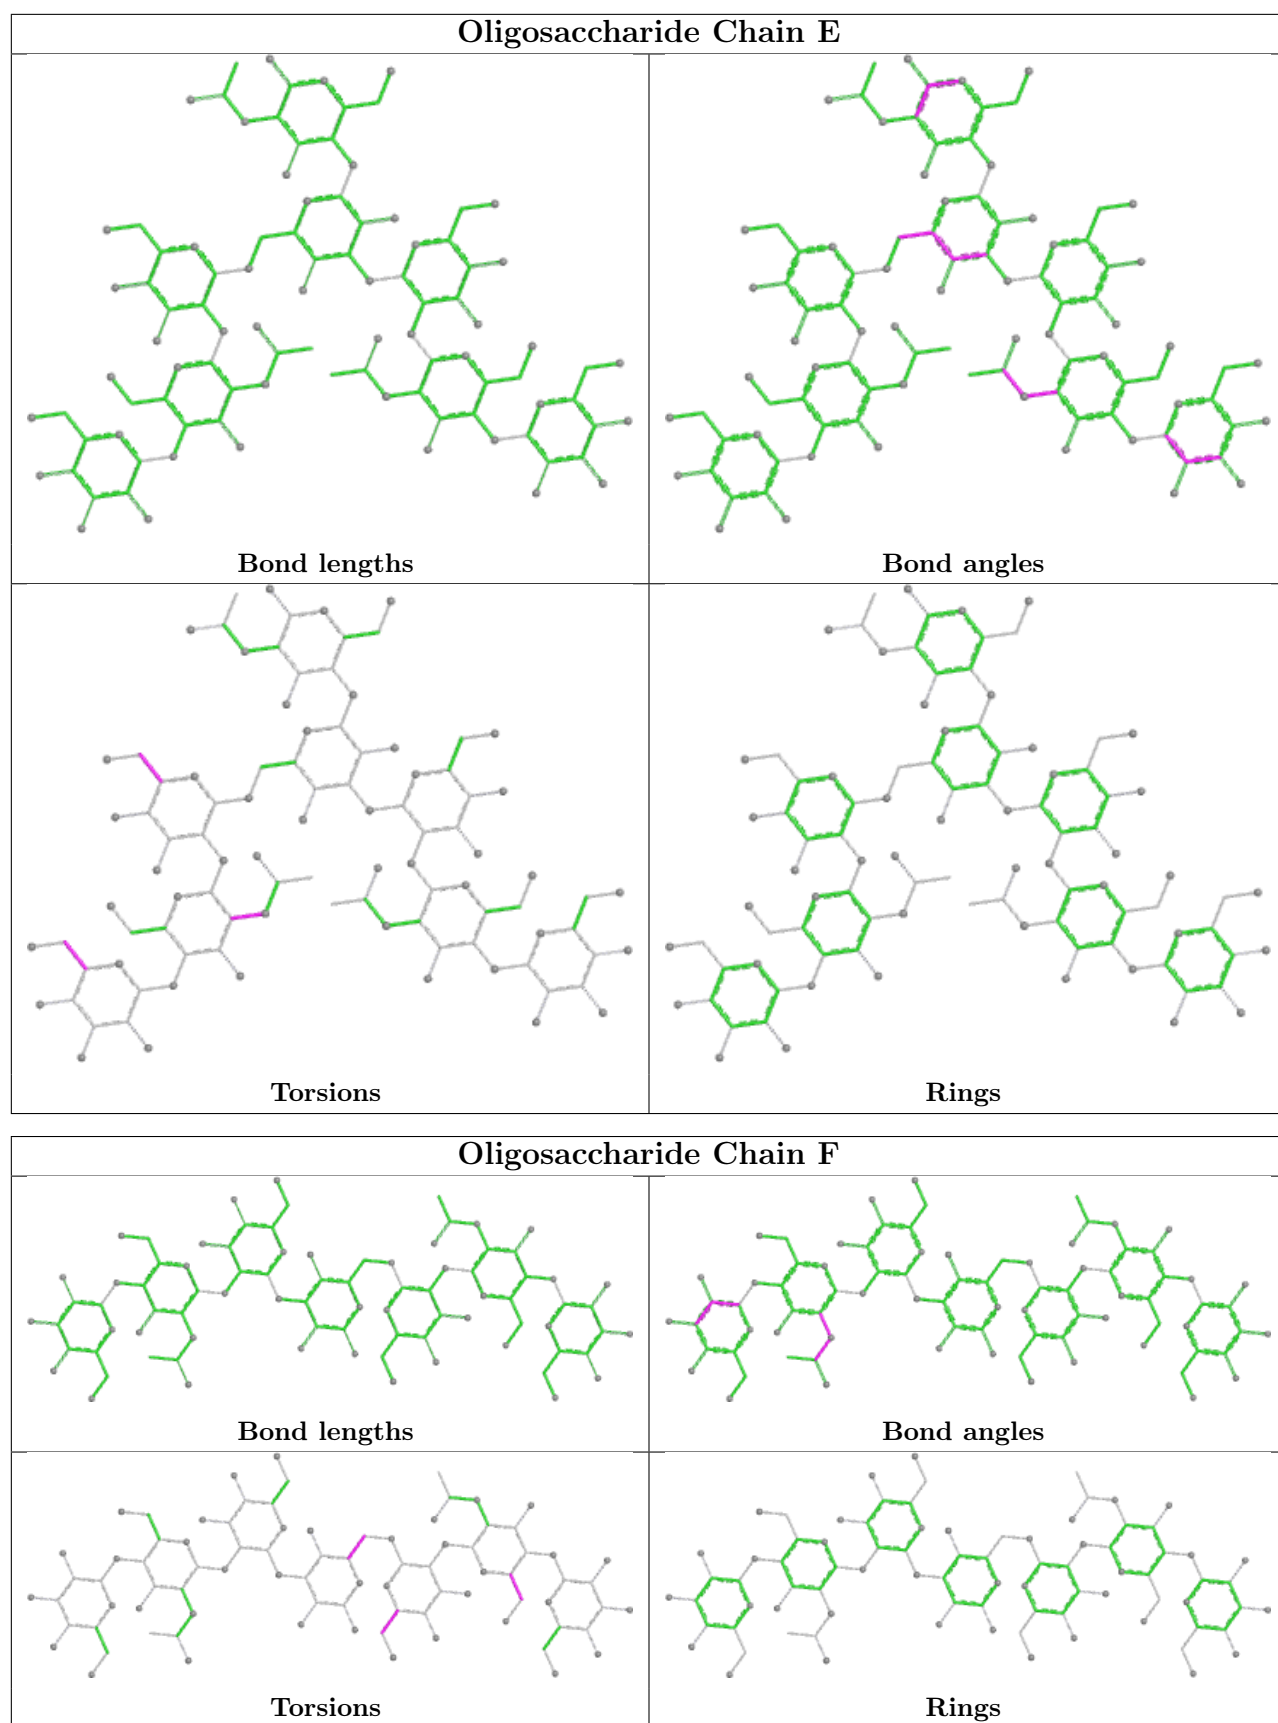 Oligosaccharide Chain E
Bond lengths
Bond angles
Torsions
Rings
Oligosaccharide Chain F
Bond lengths
Bond angles
Torsions
Rings